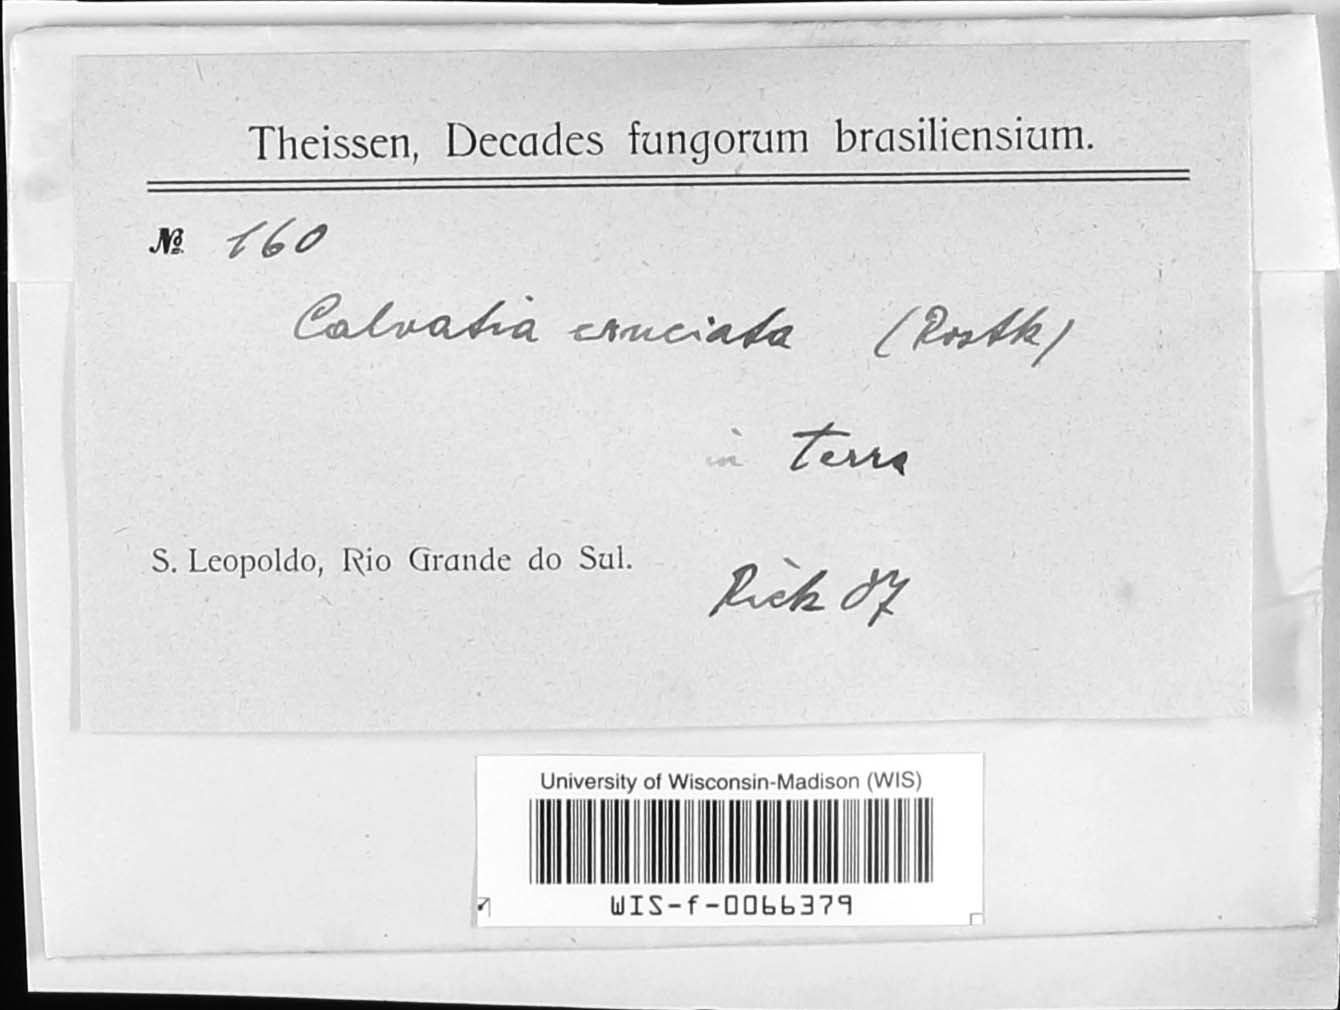 Theissen, Decades fungorum brasiliensium.
№ 160
Calvatia cruciata (Rostk)
in terra
S. Leopoldo, Rio Grande do Sul.
Rick 07
University of Wisconsin-Madison (WIS)
WIS-f-0066379